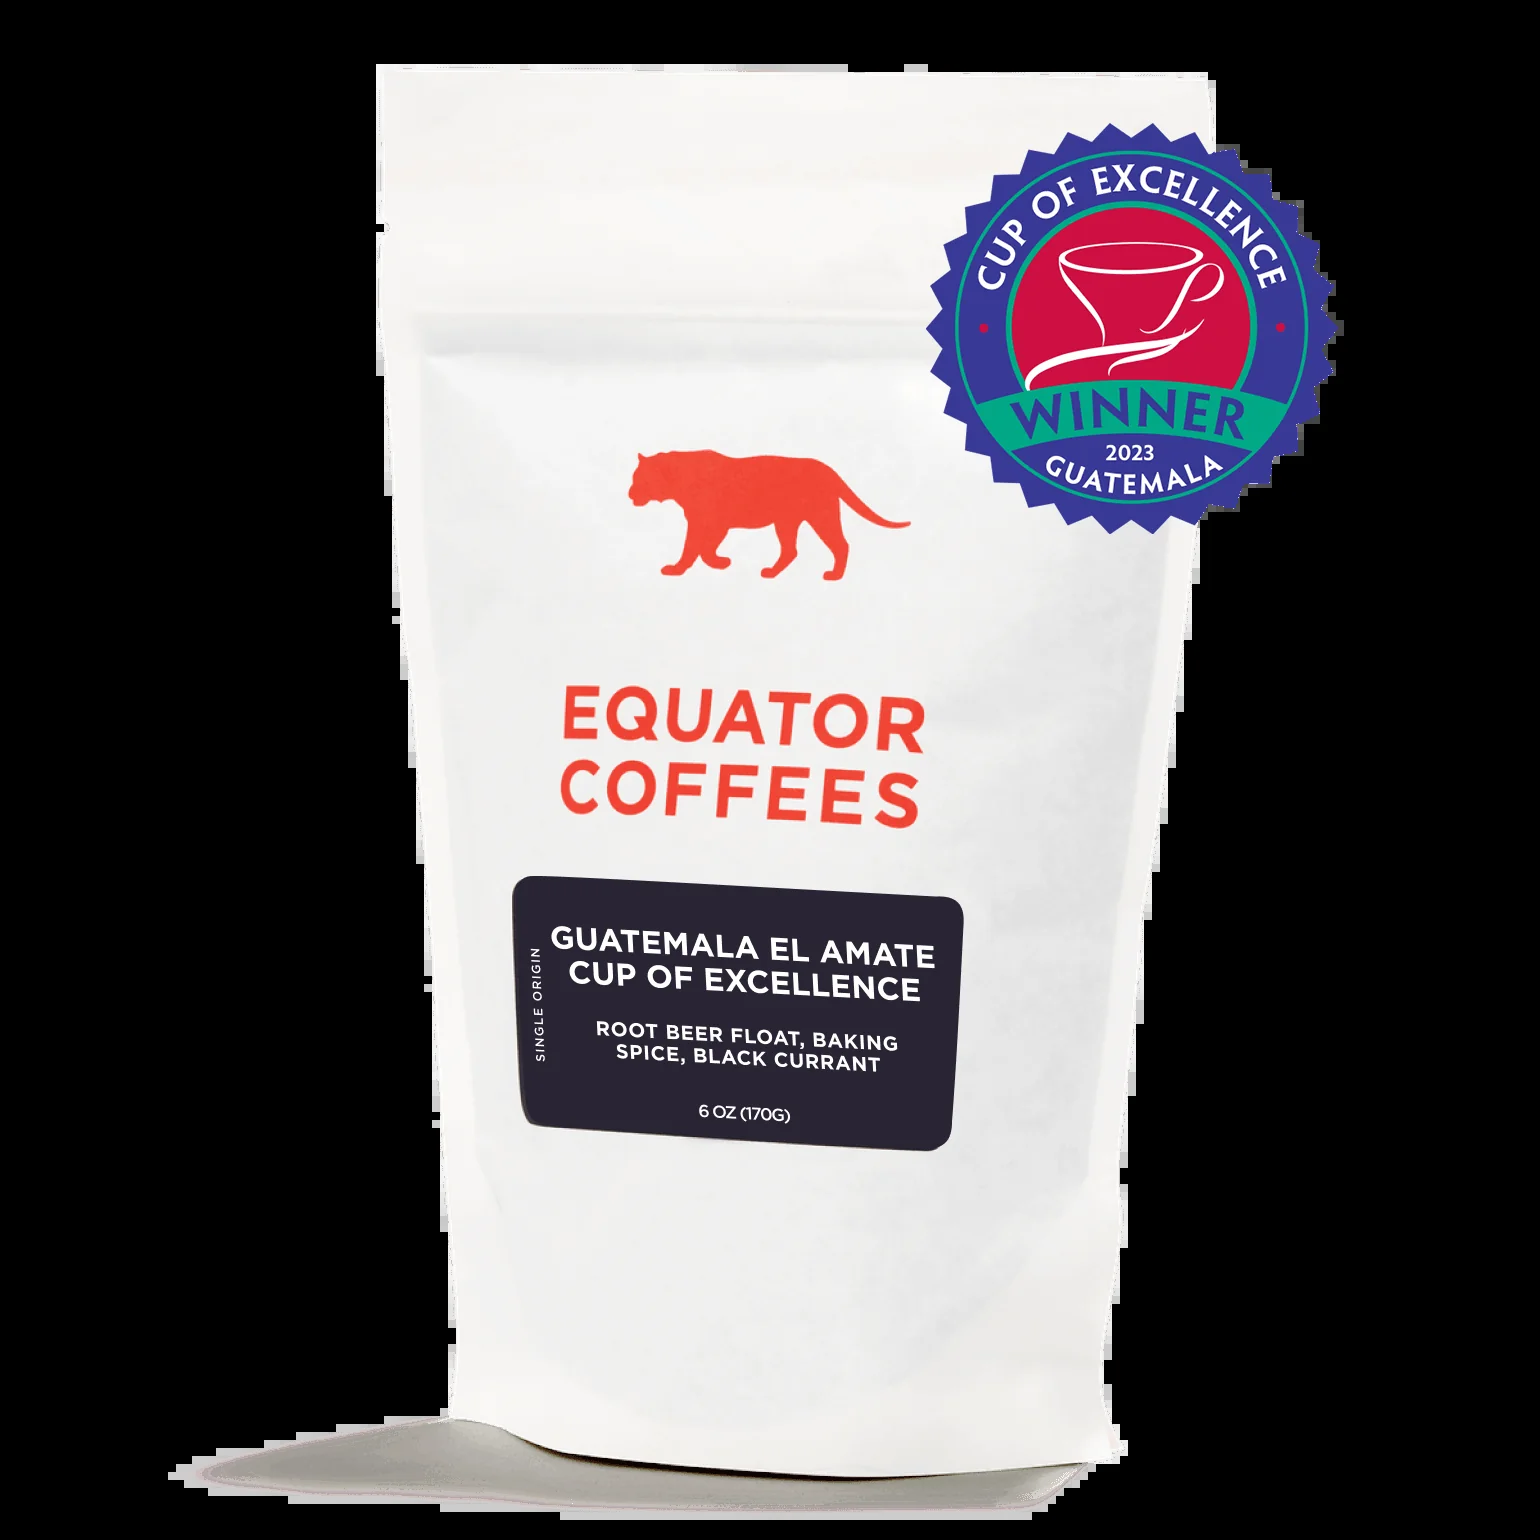 CUP OF EXCELLENCE
WINNER
2023
GUATEMALA
EQUATOR
COFFEES
SINGLE ORIGIN
GUATEMALA EL AMATE
CUP OF EXCELLENCE
ROOT BEER FLOAT, BAKING
SPICE, BLACK CURRANT
6 OZ (170G)